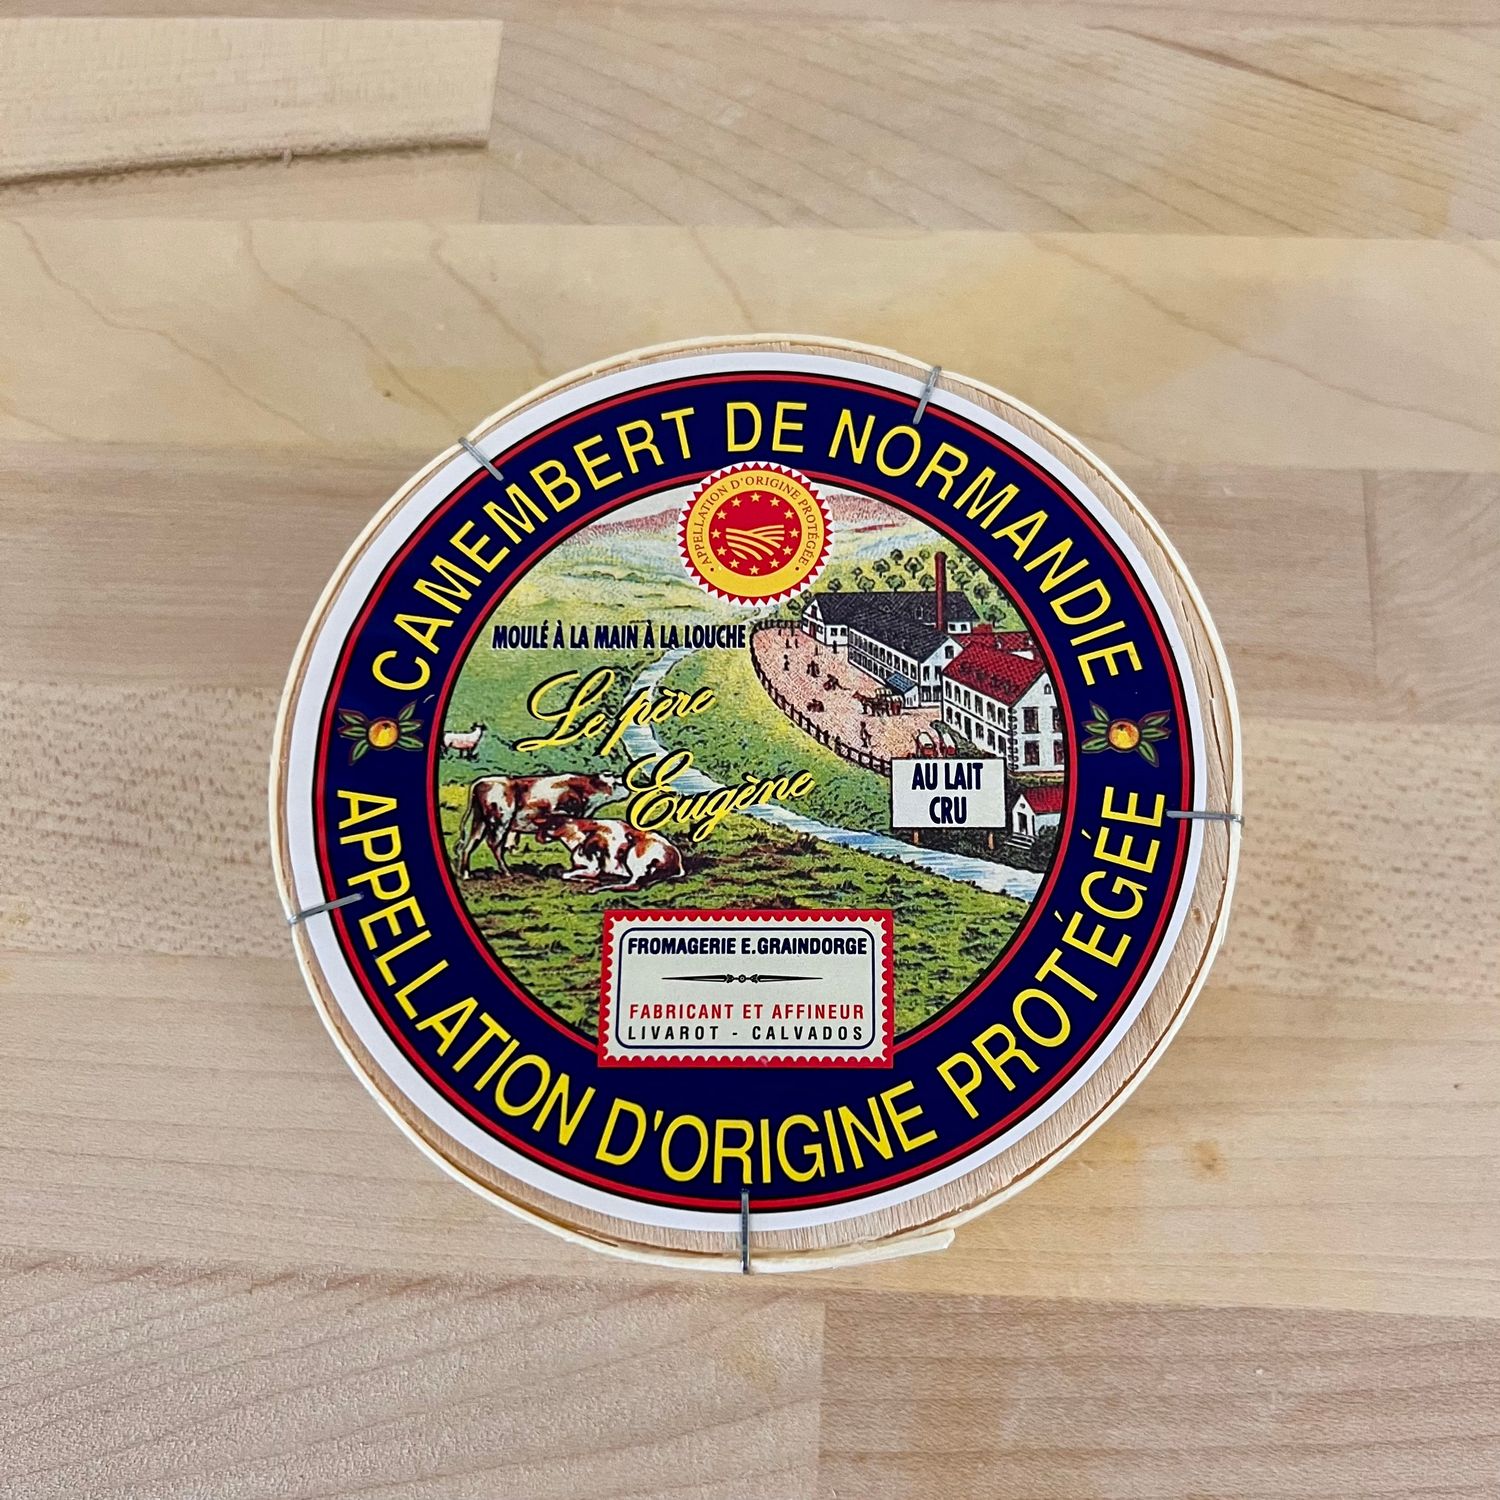 CAMEMBERT DE NORMANDIE
APPELLATION D'ORIGINE PROTÉGÉE
MOULÉ À LA MAIN À LA LOUCHE
Le père
Eugène
AU LAIT
CRU
FROMAGERIE E.GRAINDORGE
FABRICANT ET AFFINEUR
LIVAROT - CALVADOS
APPELLATION D'ORIGINE PROTÉGÉE